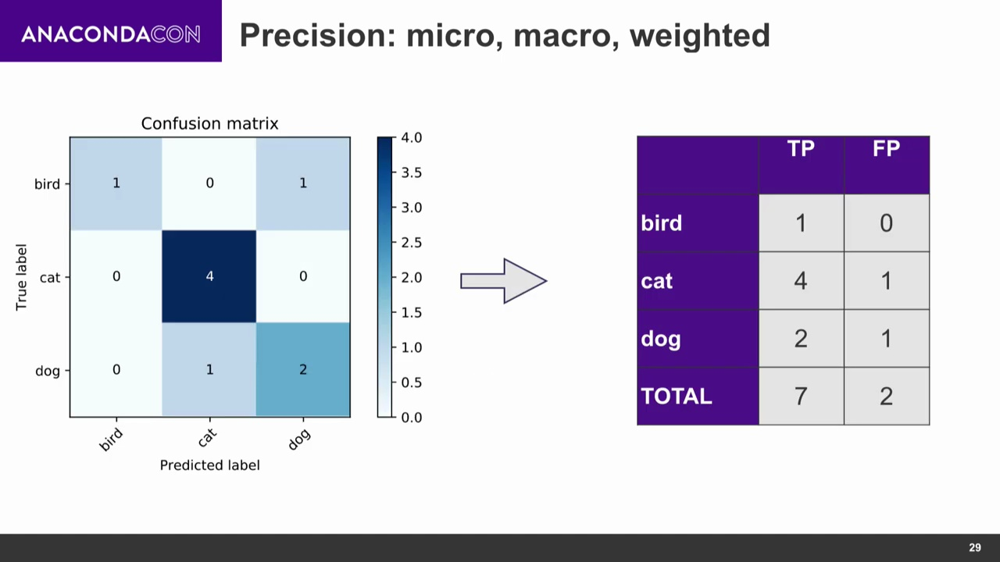 ANACONDACON
Precision: micro, macro, weighted
Confusion matrix
True label
bird 1 0 1
cat 0 4 0
dog 0 1 2
bird cat dog
Predicted label
4.0
3.5
3.0
2.5
2.0
1.5
1.0
0.5
0.0
TP FP
bird 1 0
cat 4 1
dog 2 1
TOTAL 7 2
29